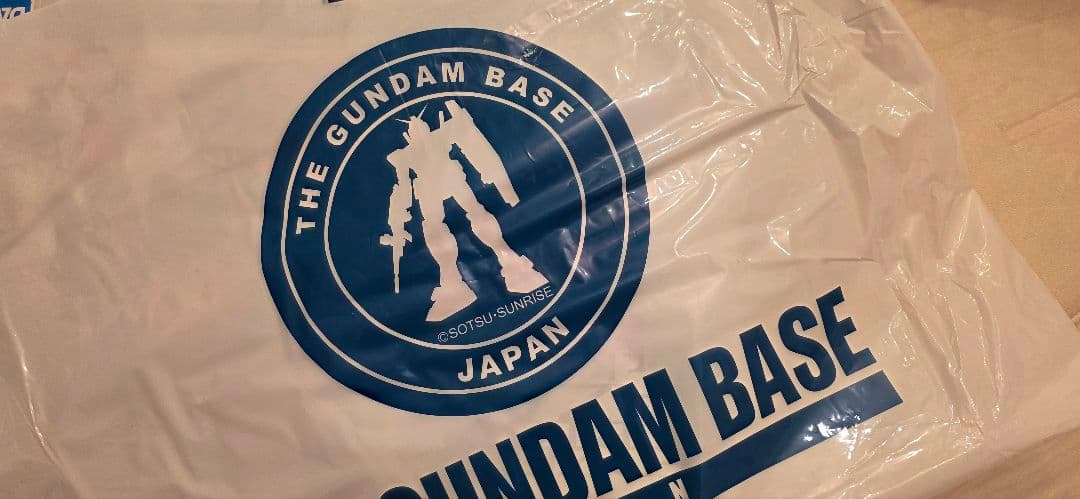 THE GUNDAM BASE
©SOTSU・SUNRISE
JAPAN
GUNDAM BASE
N